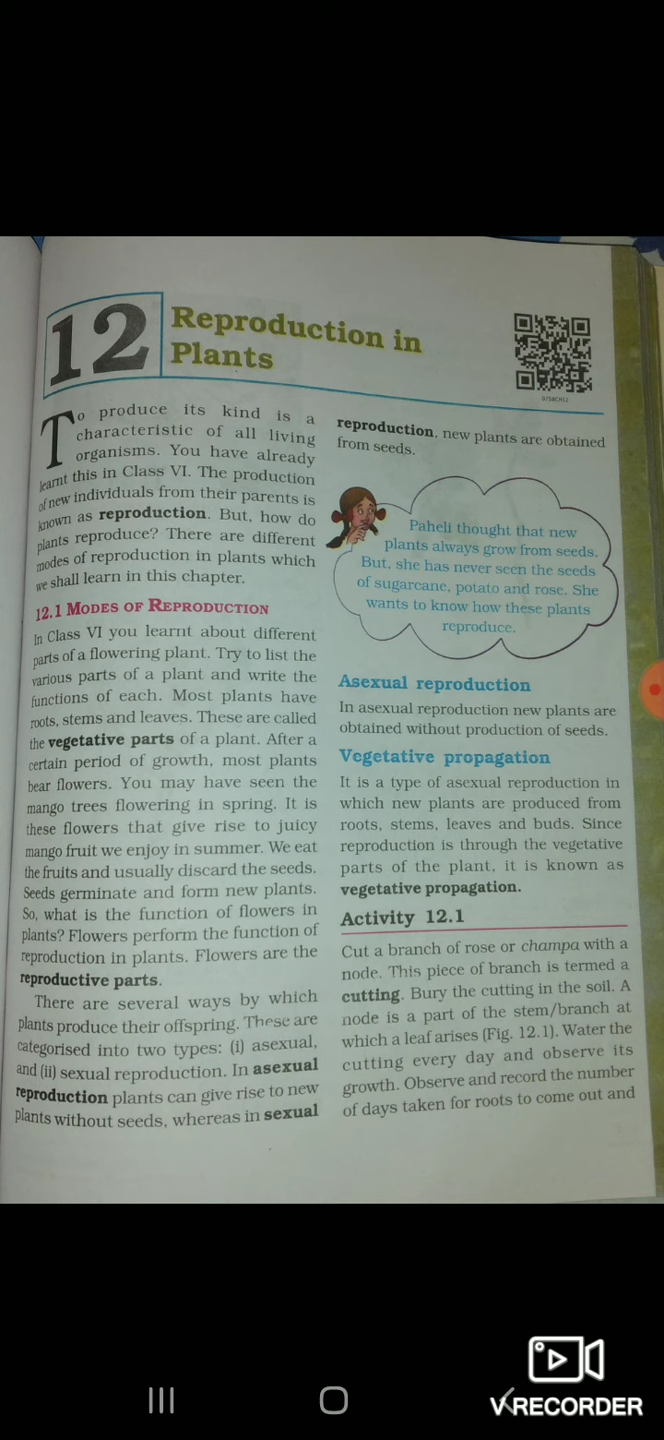 12
Reproduction in
Plants
0758CH12
To produce its kind is a
characteristic of all living
organisms. You have already
learnt this in Class VI. The production
of new individuals from their parents is
known as reproduction. But, how do
plants reproduce? There are different
modes of reproduction in plants which
we shall learn in this chapter.
12.1 MODES OF REPRODUCTION
In Class VI you learnt about different
parts of a flowering plant. Try to list the
various parts of a plant and write the
functions of each. Most plants have
roots, stems and leaves. These are called
the vegetative parts of a plant. After a
certain period of growth, most plants
bear flowers. You may have seen the
mango trees flowering in spring. It is
these flowers that give rise to juicy
mango fruit we enjoy in summer. We eat
the fruits and usually discard the seeds.
Seeds germinate and form new plants.
So, what is the function of flowers in
plants? Flowers perform the function of
reproduction in plants. Flowers are the
reproductive parts.
There are several ways by which
plants produce their offspring. These are
categorised into two types: (i) asexual,
and (ii) sexual reproduction. In asexual
reproduction plants can give rise to new
plants without seeds, whereas in sexual
reproduction, new plants are obtained
from seeds.
Paheli thought that new
plants always grow from seeds.
But, she has never seen the seeds
of sugarcane, potato and rose. She
wants to know how these plants
reproduce.
Asexual reproduction
In asexual reproduction new plants are
obtained without production of seeds.
Vegetative propagation
It is a type of asexual reproduction in
which new plants are produced from
roots, stems, leaves and buds. Since
reproduction is through the vegetative
parts of the plant, it is known as
vegetative propagation.
Activity 12.1
Cut a branch of rose or champa with a
node. This piece of branch is termed a
cutting. Bury the cutting in the soil. A
node is a part of the stem/branch at
which a leaf arises (Fig. 12.1). Water the
cutting every day and observe its
growth. Observe and record the number
of days taken for roots to come out and
V RECORDER